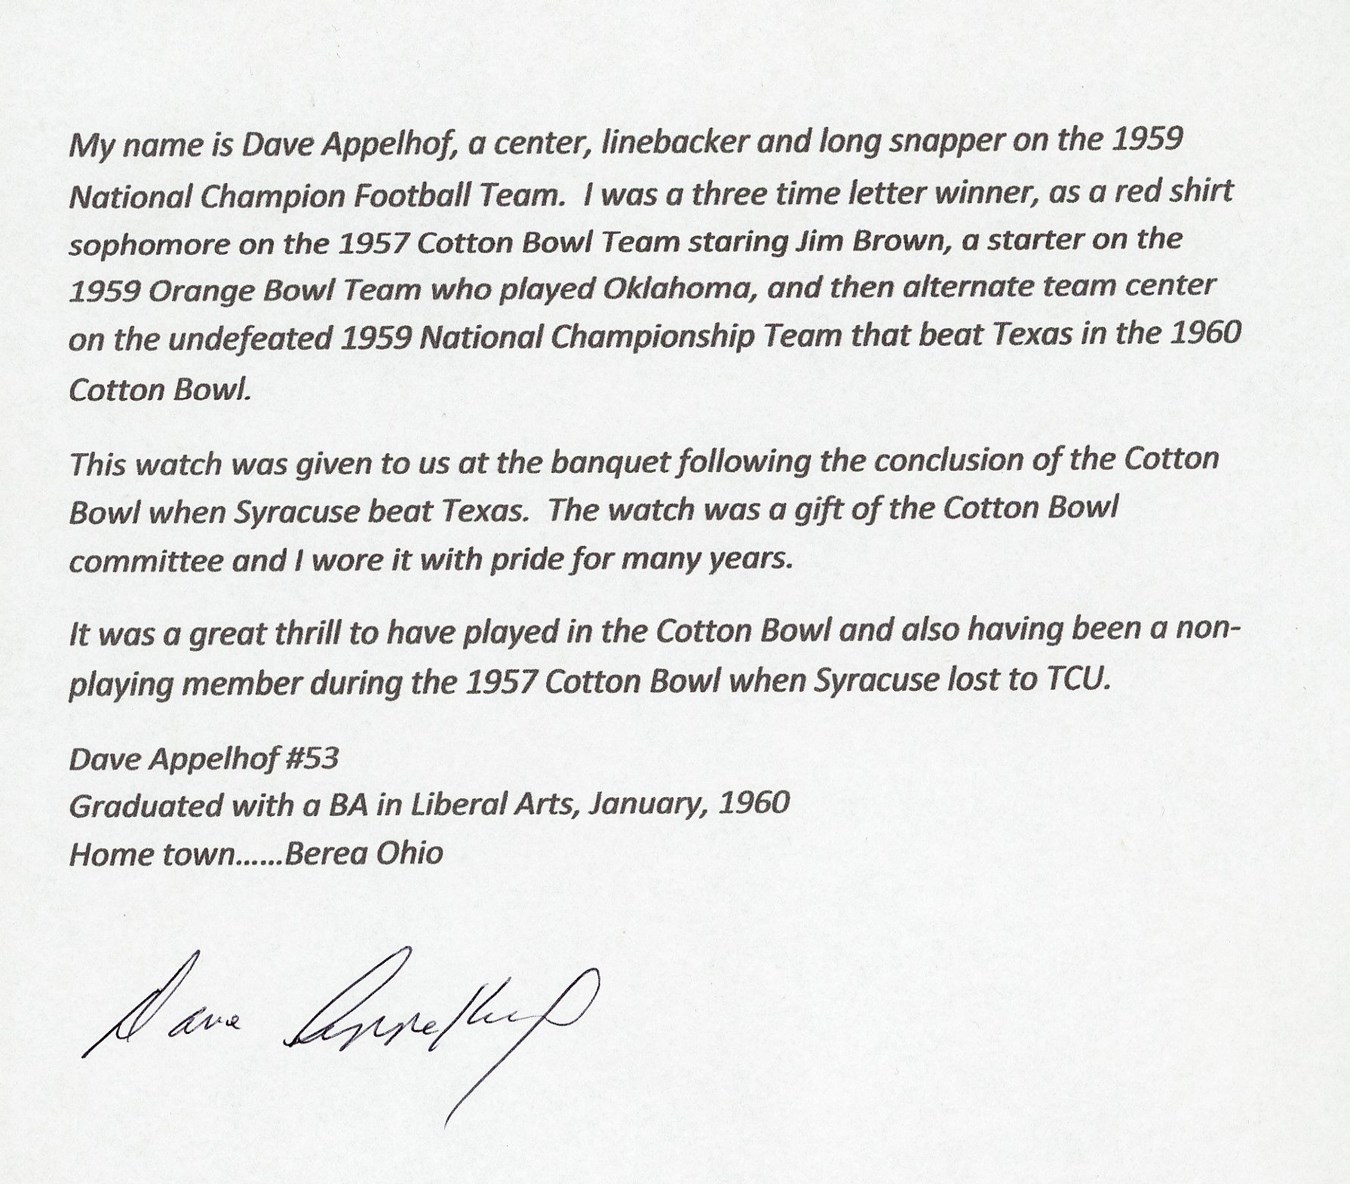 My name is Dave Appelhof, a center, linebacker and long snapper on the 1959
National Champion Football Team.  I was a three time letter winner, as a red shirt
sophomore on the 1957 Cotton Bowl Team staring Jim Brown, a starter on the
1959 Orange Bowl Team who played Oklahoma, and then alternate team center
on the undefeated 1959 National Championship Team that beat Texas in the 1960
Cotton Bowl.
This watch was given to us at the banquet following the conclusion of the Cotton
Bowl when Syracuse beat Texas.  The watch was a gift of the Cotton Bowl
committee and I wore it with pride for many years.
It was a great thrill to have played in the Cotton Bowl and also having been a non-
playing member during the 1957 Cotton Bowl when Syracuse lost to TCU.
Dave Appelhof #53
Graduated with a BA in Liberal Arts, January, 1960
Home town......Berea Ohio
Dave Appelhof